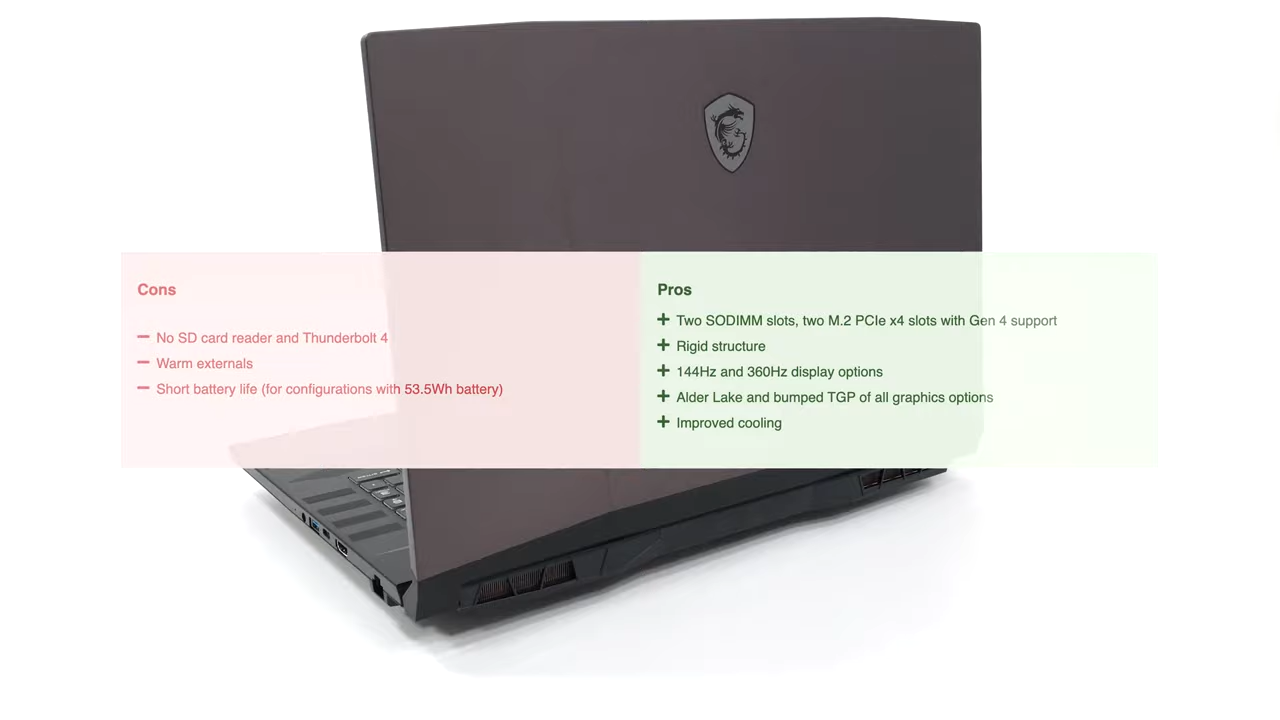 Cons
No SD card reader and Thunderbolt 4
Warm externals
Short battery life (for configurations with 53.5Wh battery)
Pros
Two SODIMM slots, two M.2 PCIe x4 slots with Gen 4 support
Rigid structure
144Hz and 360Hz display options
Alder Lake and bumped TGP of all graphics options
Improved cooling